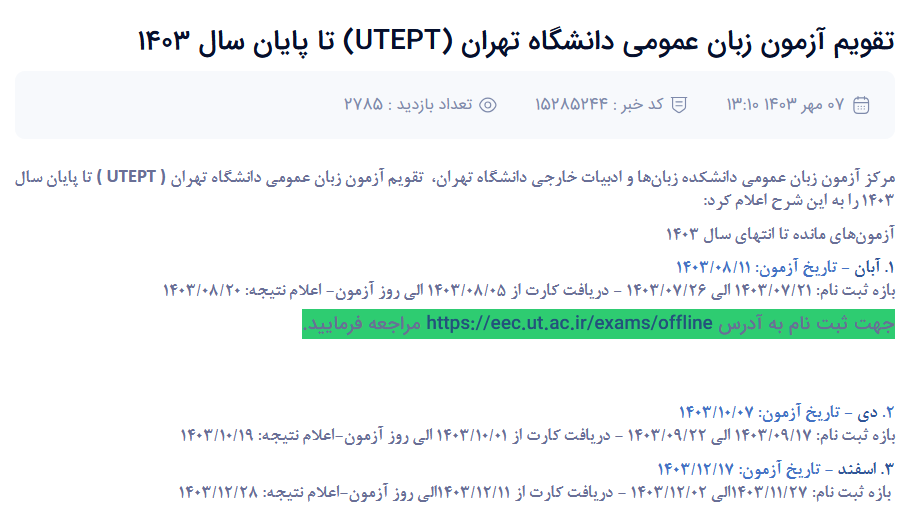 تقویم آزمون زبان عمومی دانشگاه تهران (UTEPT) تا پایان سال ۱۴۰۳
۰۷ مهر ۱۴۰۳ ۱۳:۱۰ کد خبر : ۱۵۲۸۵۲۴۴ تعداد بازدید : ۲۷۸۵
مرکز آزمون زبان عمومی دانشکده زبان‌ها و ادبیات خارجی دانشگاه تهران، تقویم آزمون زبان عمومی دانشگاه تهران ( UTEPT ) تا پایان سال
۱۴۰۳ را به این شرح اعلام کرد:
آزمون‌های مانده تا انتهای سال ۱۴۰۳
۱. آبان - تاریخ آزمون: ۱۴۰۳/۰۸/۱۱
بازه ثبت نام: ۱۴۰۳/۰۷/۲۱ الی ۱۴۰۳/۰۷/۲۶ - دریافت کارت از ۱۴۰۳/۰۸/۰۵ الی روز آزمون- اعلام نتیجه: ۱۴۰۳/۰۸/۲۰
جهت ثبت نام به آدرس https://eec.ut.ac.ir/exams/offline مراجعه فرمایید.
۲. دی - تاریخ آزمون: ۱۴۰۳/۱۰/۰۷
بازه ثبت نام: ۱۴۰۳/۰۹/۱۷ الی ۱۴۰۳/۰۹/۲۲ - دریافت کارت از ۱۴۰۳/۱۰/۰۱ الی روز آزمون-اعلام نتیجه: ۱۴۰۳/۱۰/۱۹
۳. اسفند - تاریخ آزمون: ۱۴۰۳/۱۲/۱۷
بازه ثبت نام: ۱۴۰۳/۱۱/۲۷الی ۱۴۰۳/۱۲/۰۲ - دریافت کارت از ۱۴۰۳/۱۲/۱۱الی روز آزمون-اعلام نتیجه: ۱۴۰۳/۱۲/۲۸